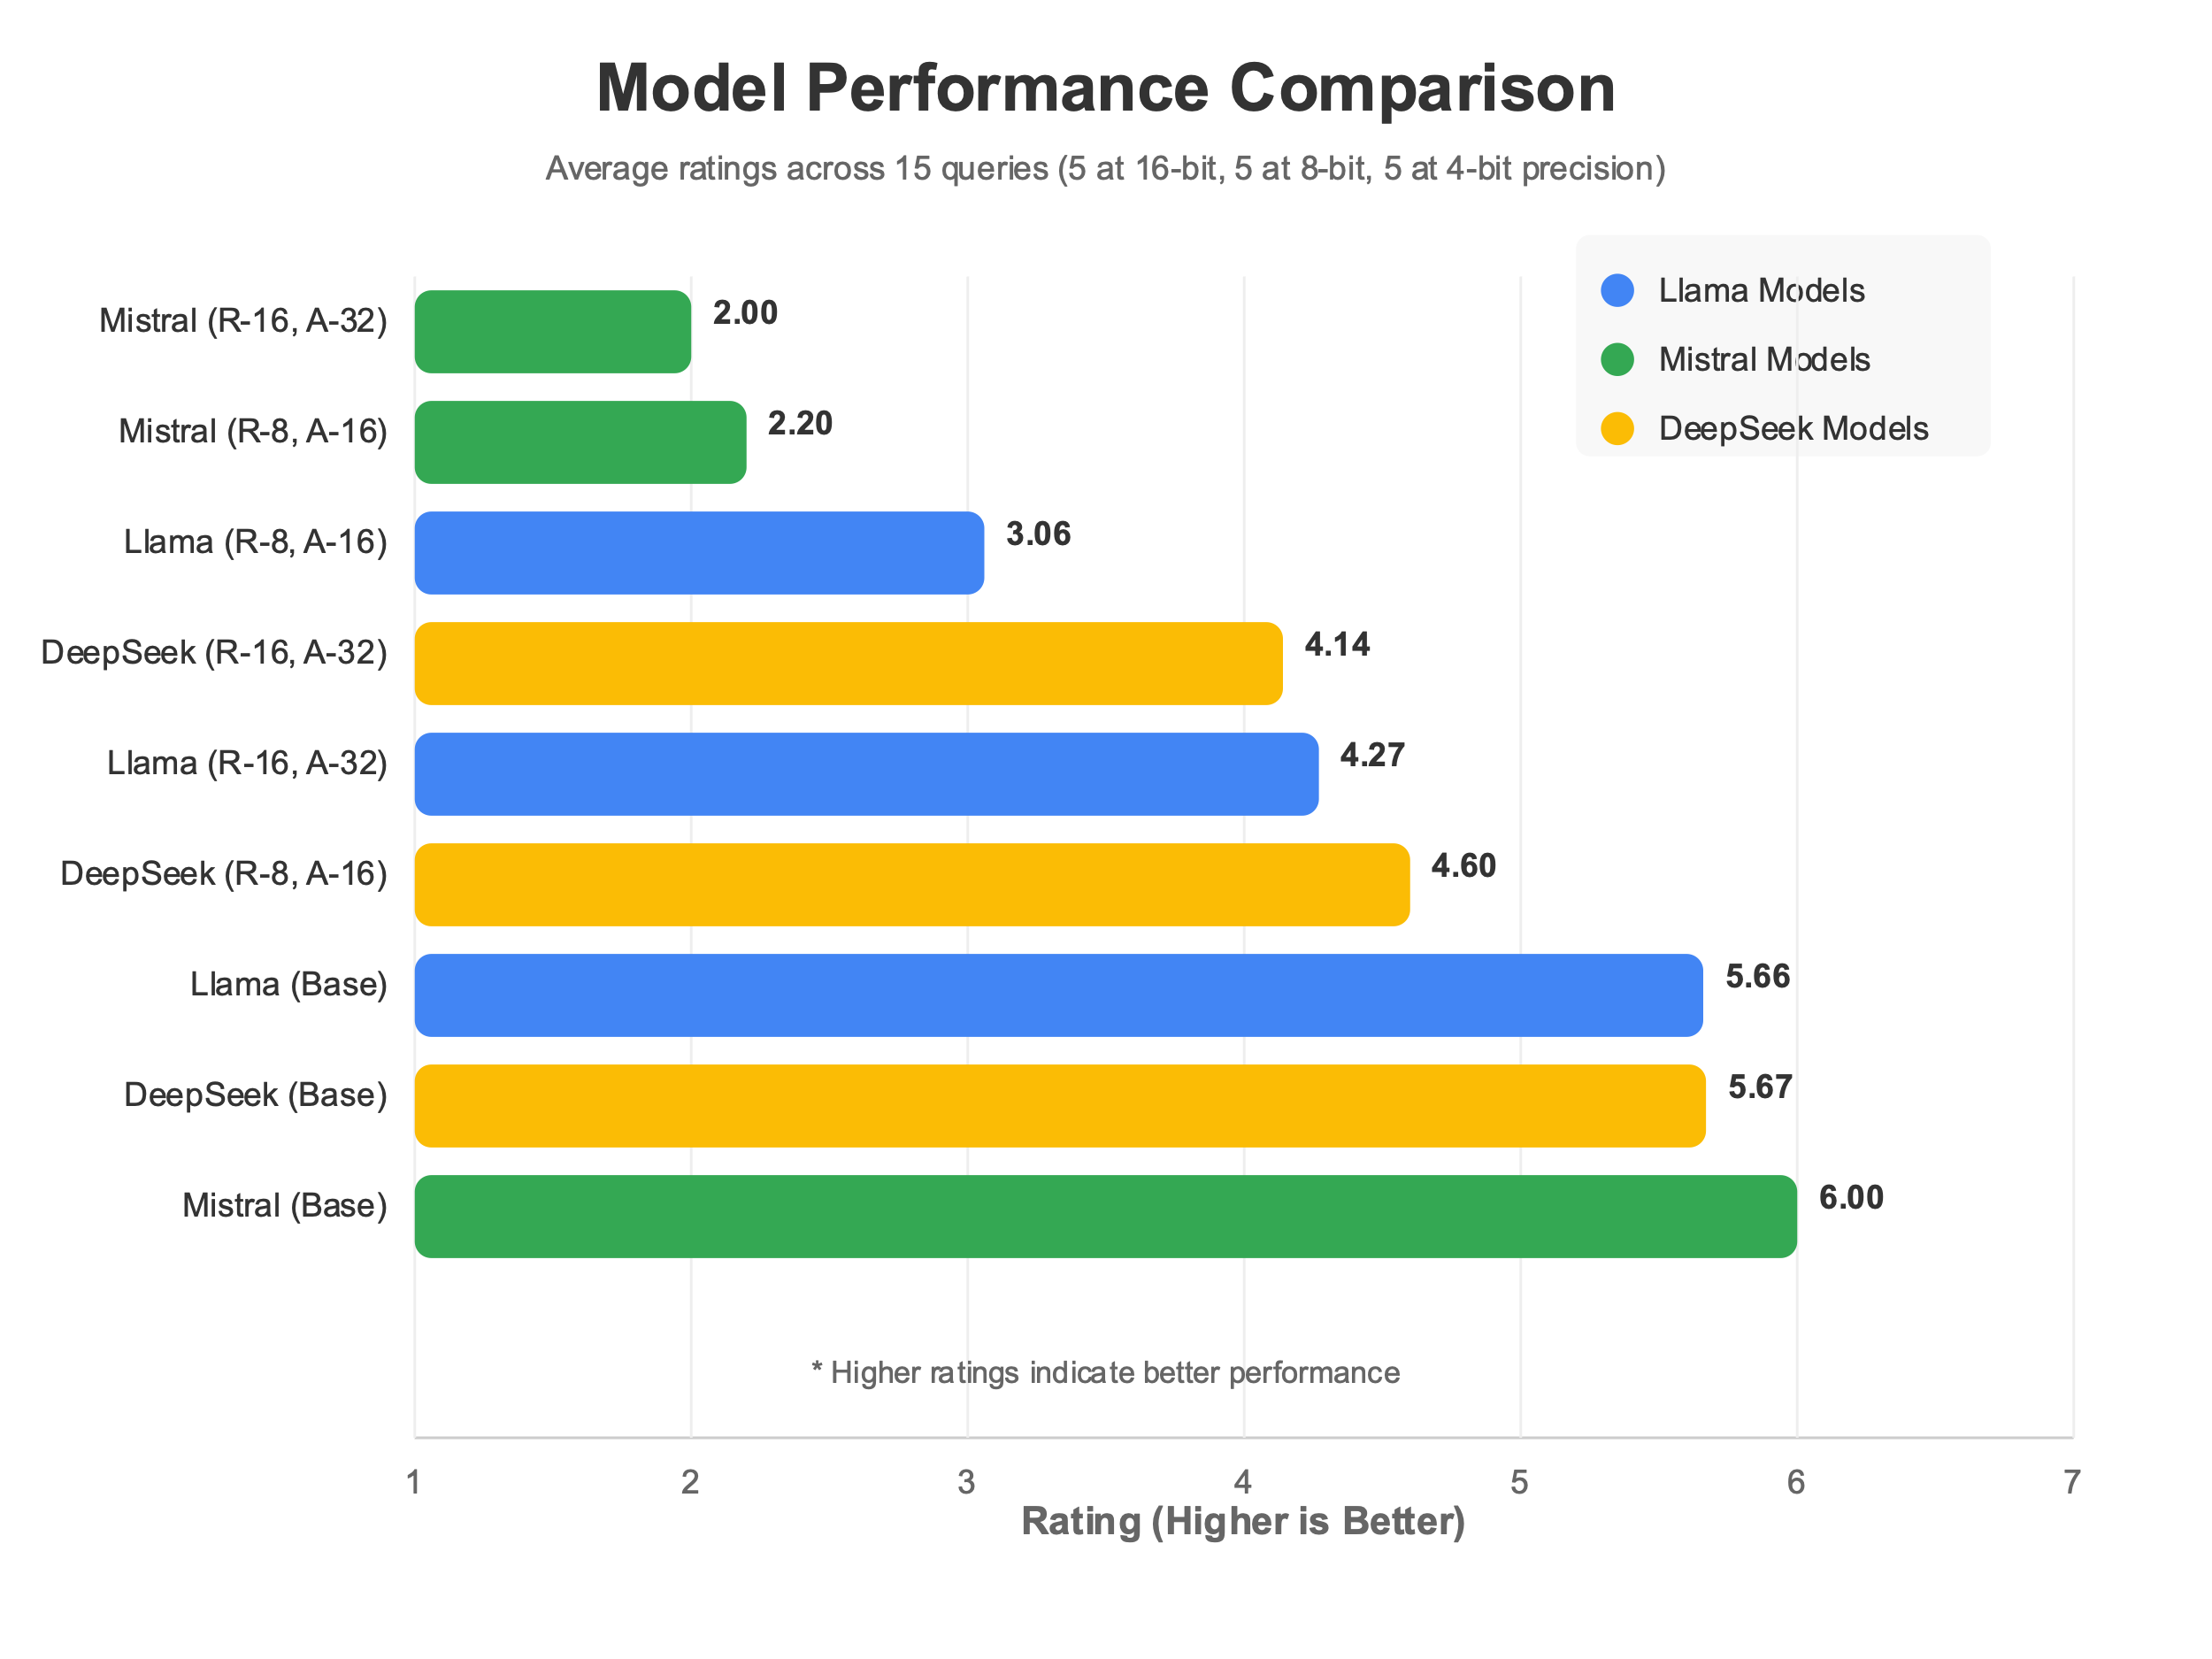 Model Performance Comparison
Average ratings across 15 queries (5 at 16-bit, 5 at 8-bit, 5 at 4-bit precision)
Llama Models
Mistral Models
DeepSeek Models
Mistral (R-16, A-32) 2.00
Mistral (R-8, A-16) 2.20
Llama (R-8, A-16) 3.06
DeepSeek (R-16, A-32) 4.14
Llama (R-16, A-32) 4.27
DeepSeek (R-8, A-16) 4.60
Llama (Base) 5.66
DeepSeek (Base) 5.67
Mistral (Base) 6.00
* Higher ratings indicate better performance
1 2 3 4 5 6 7
Rating (Higher is Better)